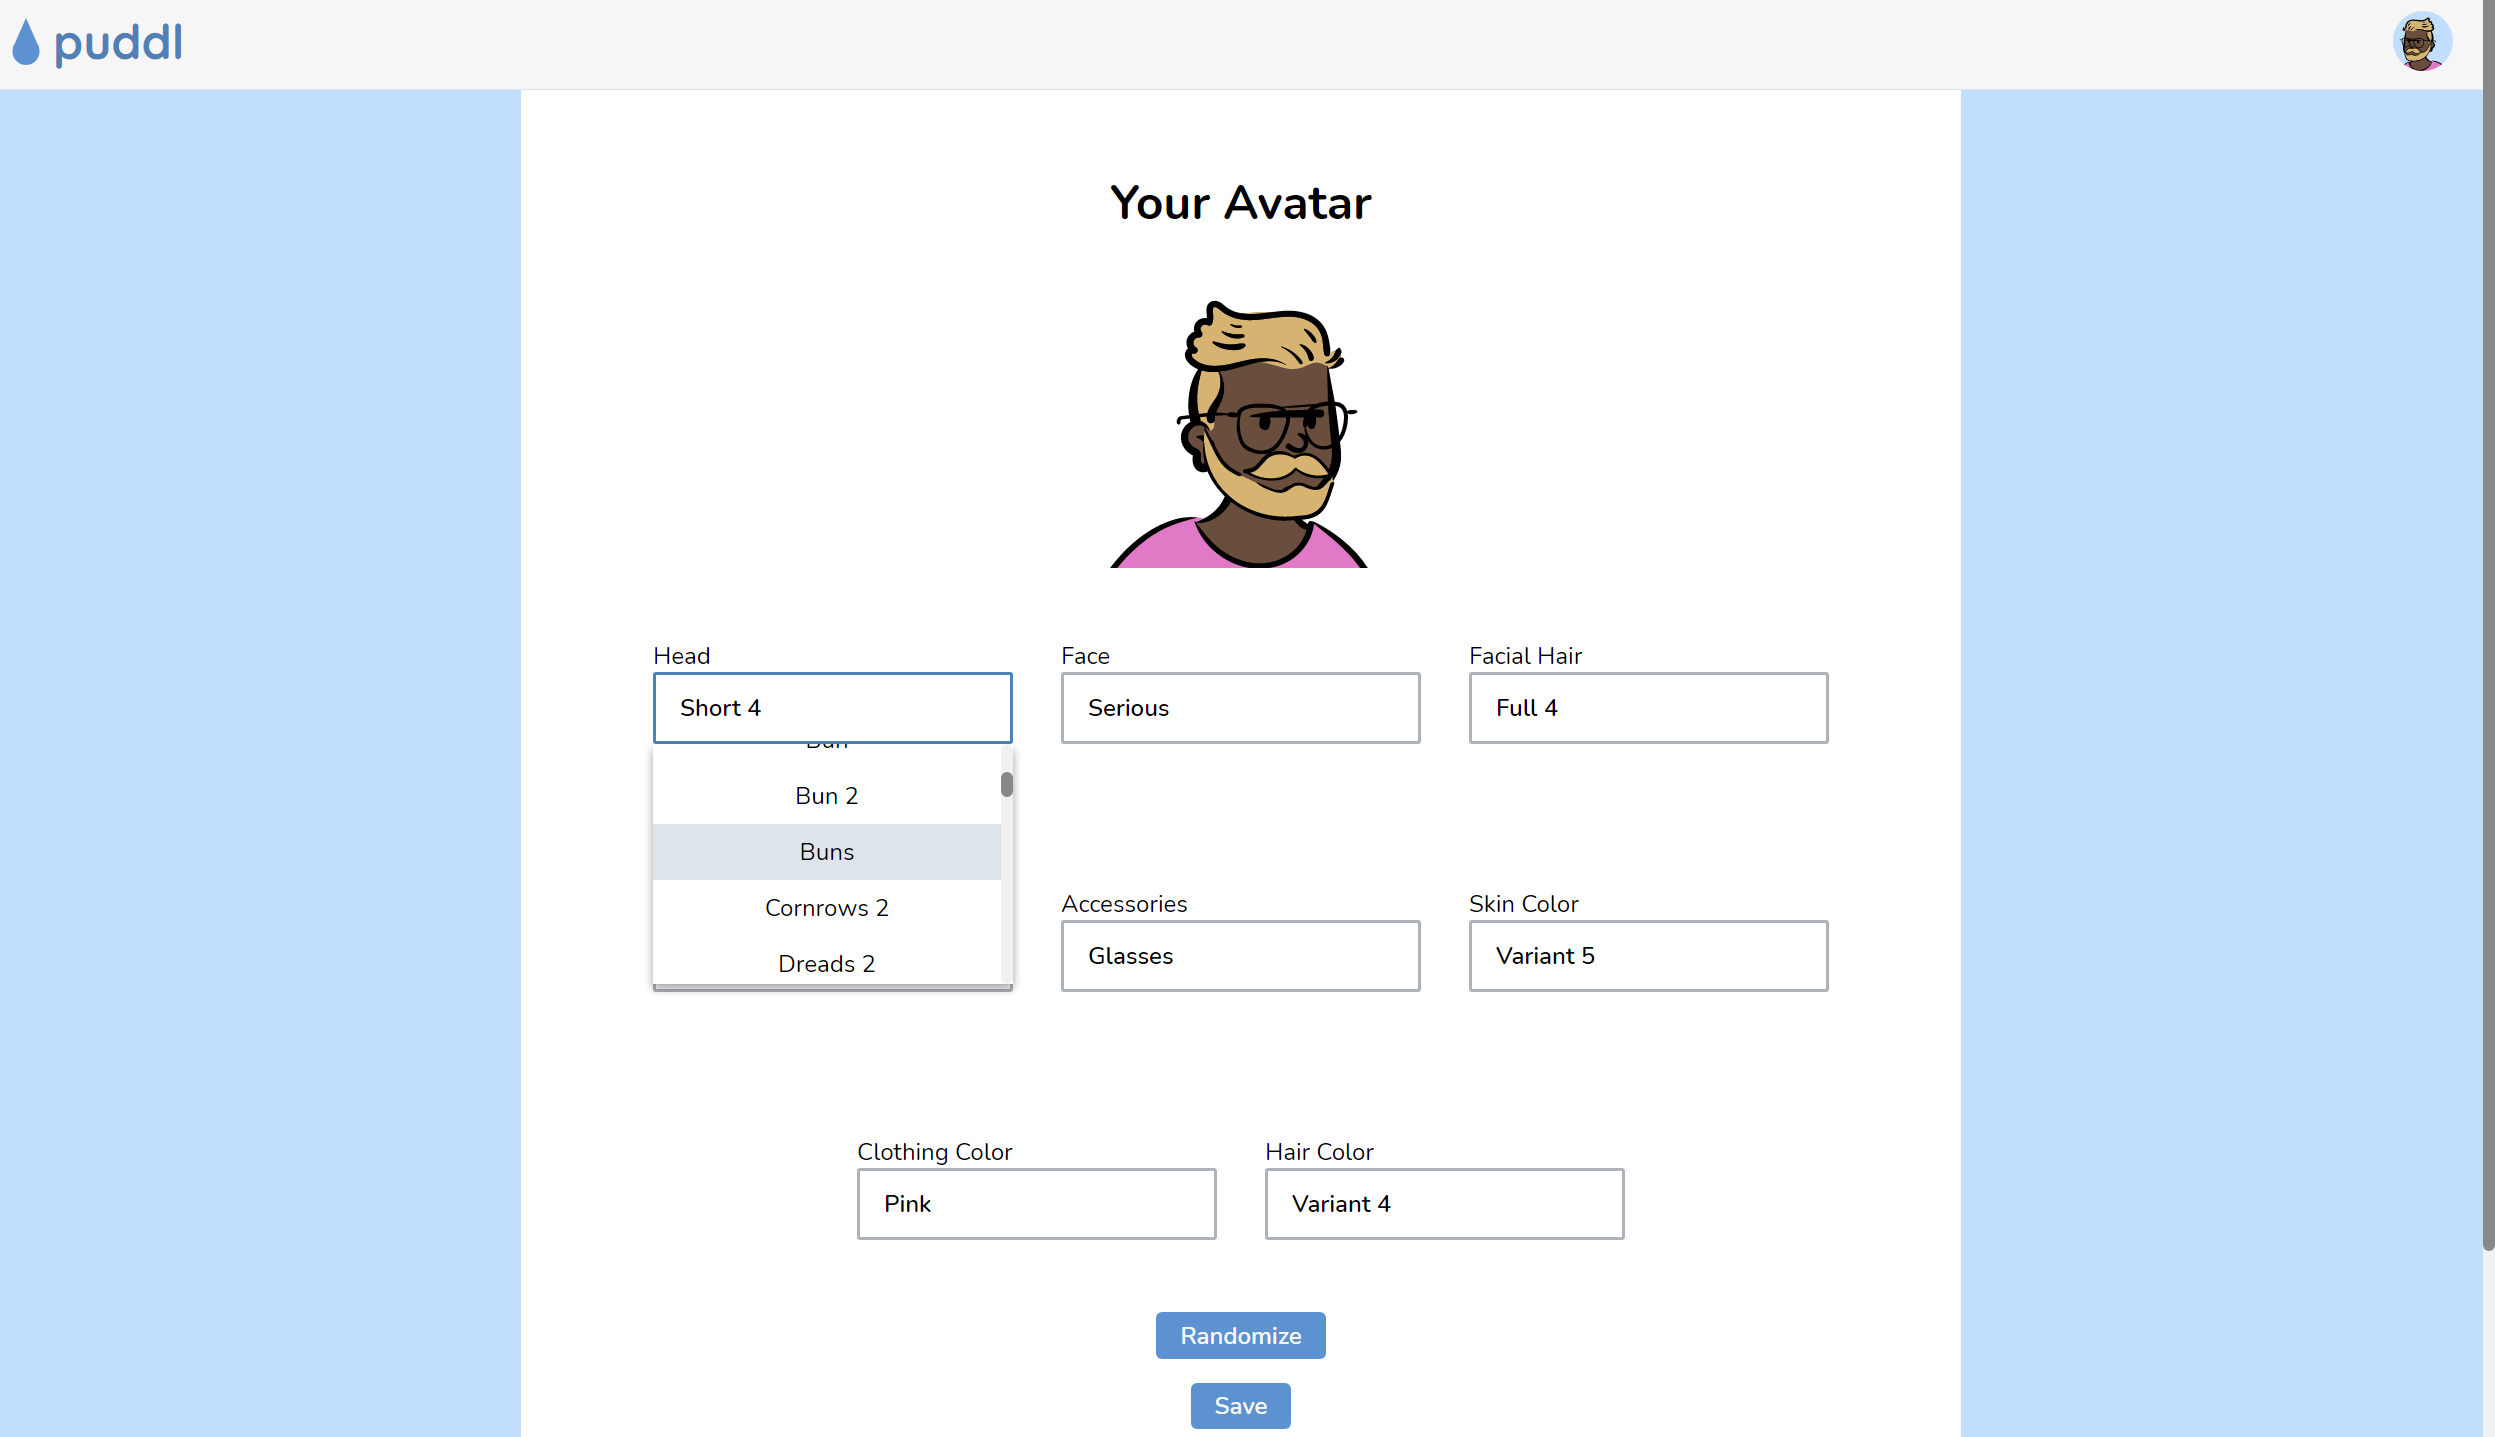 puddl
Your Avatar
Head
Face
Facial Hair
Short 4
Serious
Full 4
Bun
Bun 2
Buns
Cornrows 2
Dreads 2
Accessories
Skin Color
Glasses
Variant 5
Clothing Color
Hair Color
Pink
Variant 4
Randomize
Save